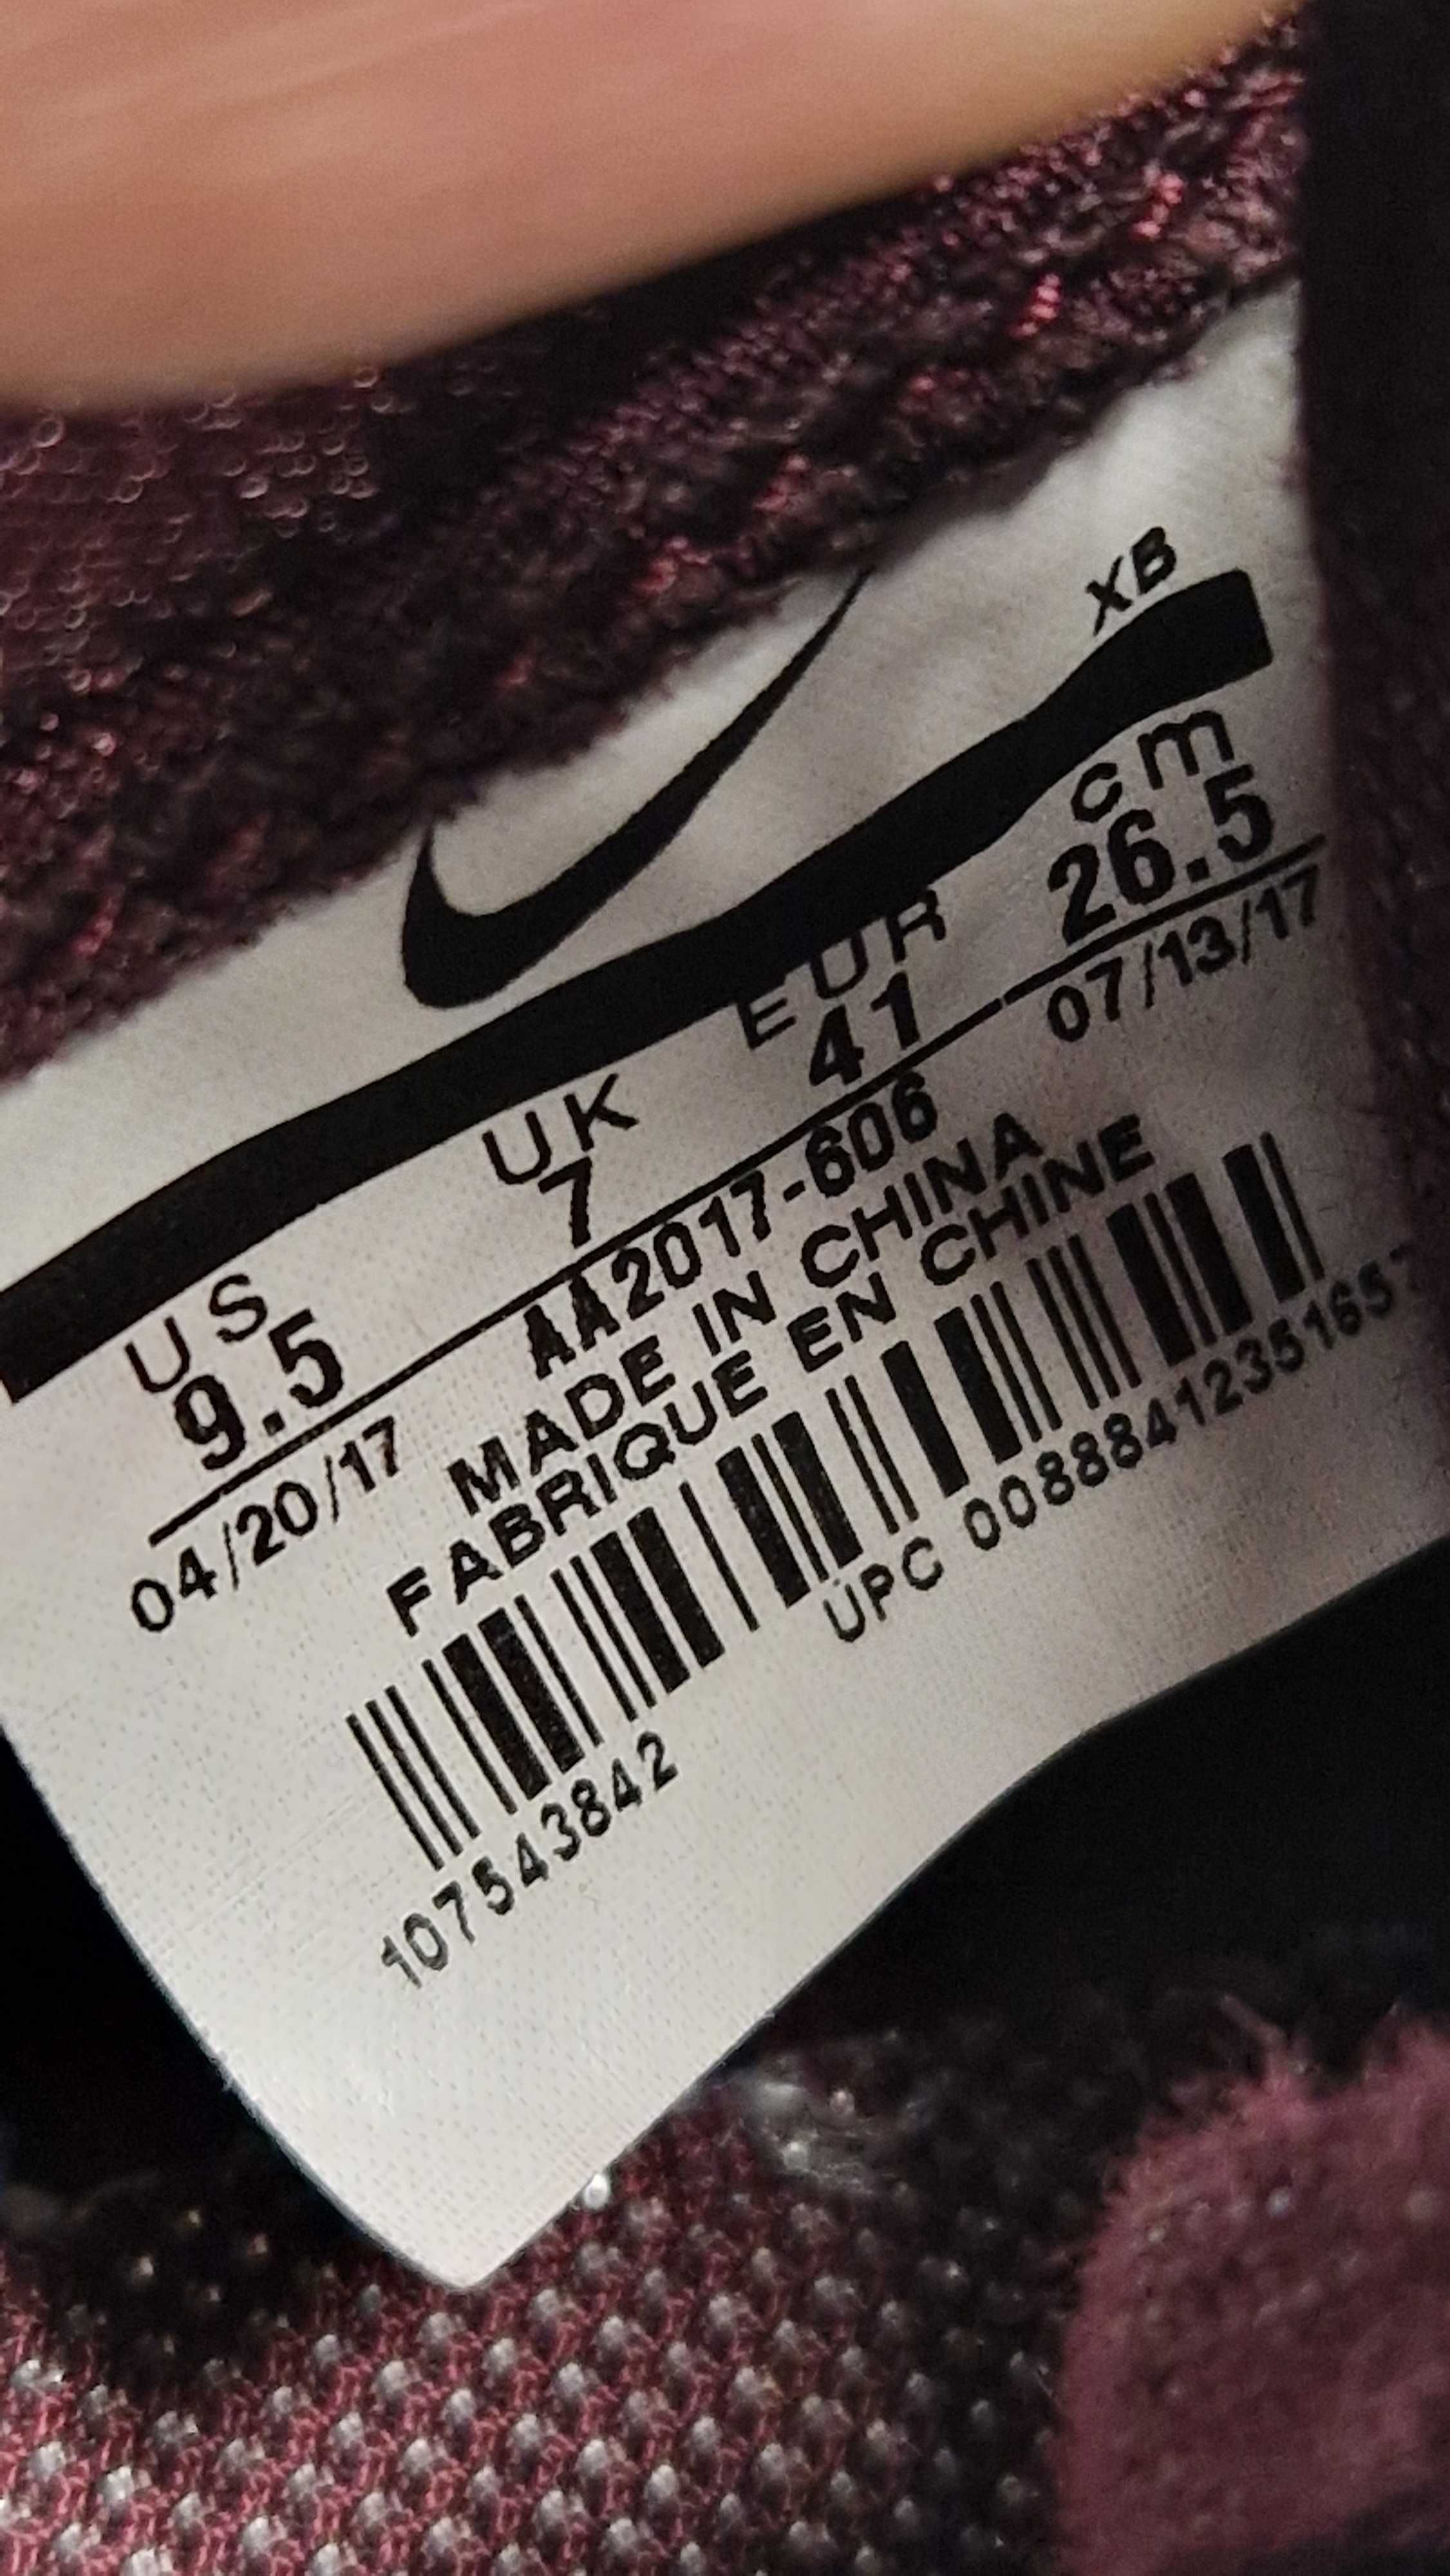 XB
US UK EUR cm
9.5 7 41 26.5
04/20/17 AA2017-606 07/13/17
MADE IN CHINA
FABRIQUE EN CHINE
UPC 00888412351657
107543842